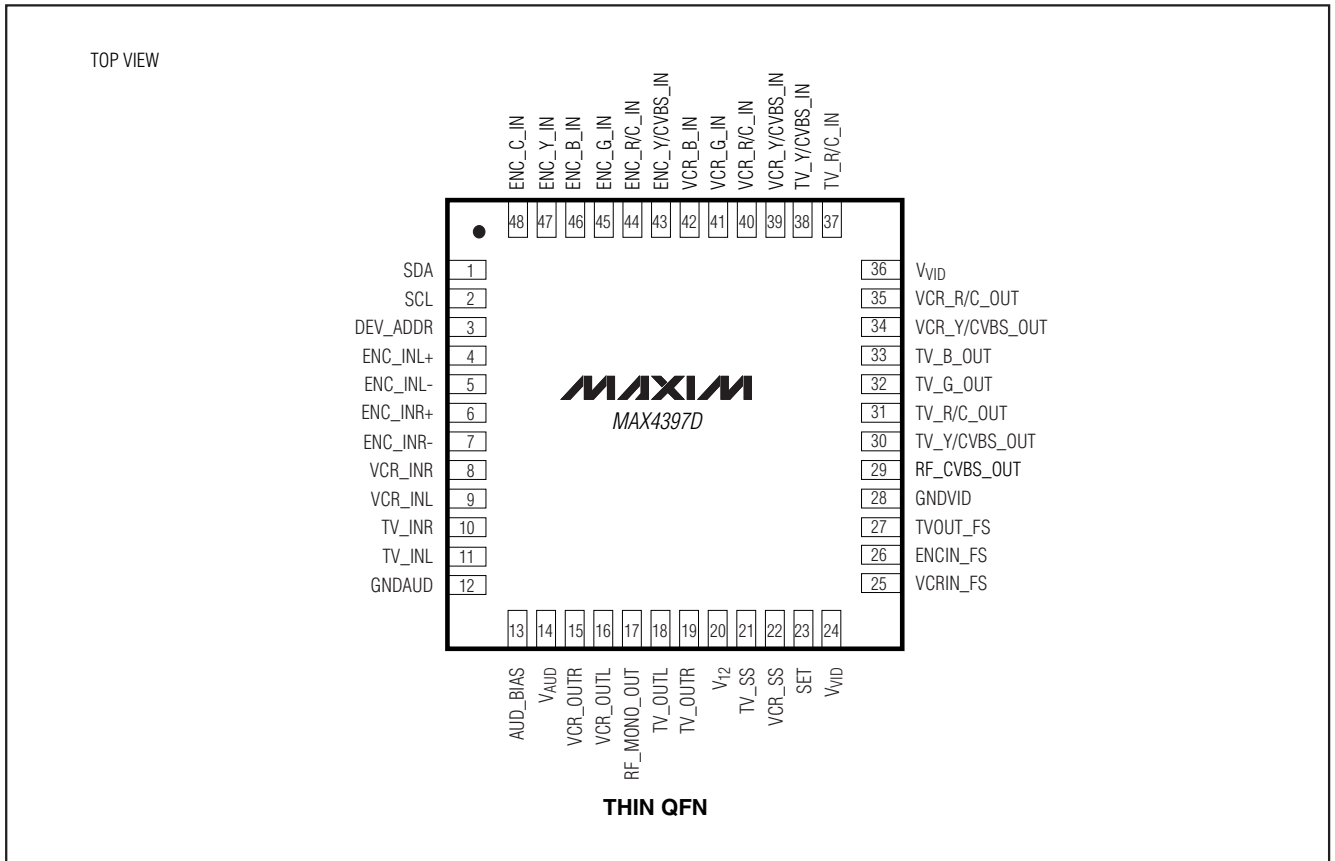 TOP VIEW
ENC_C_IN
ENC_Y_IN
ENC_B_IN
ENC_G_IN
ENC_R/C_IN
ENC_Y/CVBS_IN
VCR_B_IN
VCR_G_IN
VCR_R/C_IN
VCR_Y/CVBS_IN
TV_Y/CVBS_IN
TV_R/C_IN
48 47 46 45 44 43 42 41 40 39 38 37
SDA 1
SCL 2
DEV_ADDR 3
ENC_INL+ 4
ENC_INL- 5
ENC_INR+ 6
ENC_INR- 7
VCR_INR 8
VCR_INL 9
TV_INR 10
TV_INL 11
GNDAUD 12
MAXIM
MAX4397D
36 VVID
35 VCR_R/C_OUT
34 VCR_Y/CVBS_OUT
33 TV_B_OUT
32 TV_G_OUT
31 TV_R/C_OUT
30 TV_Y/CVBS_OUT
29 RF_CVBS_OUT
28 GNDVID
27 TVOUT_FS
26 ENCIN_FS
25 VCRIN_FS
13 14 15 16 17 18 19 20 21 22 23 24
AUD_BIAS
VAUD
VCR_OUTR
VCR_OUTL
RF_MONO_OUT
TV_OUTL
TV_OUTR
V12
TV_SS
VCR_SS
SET
VVID
THIN QFN